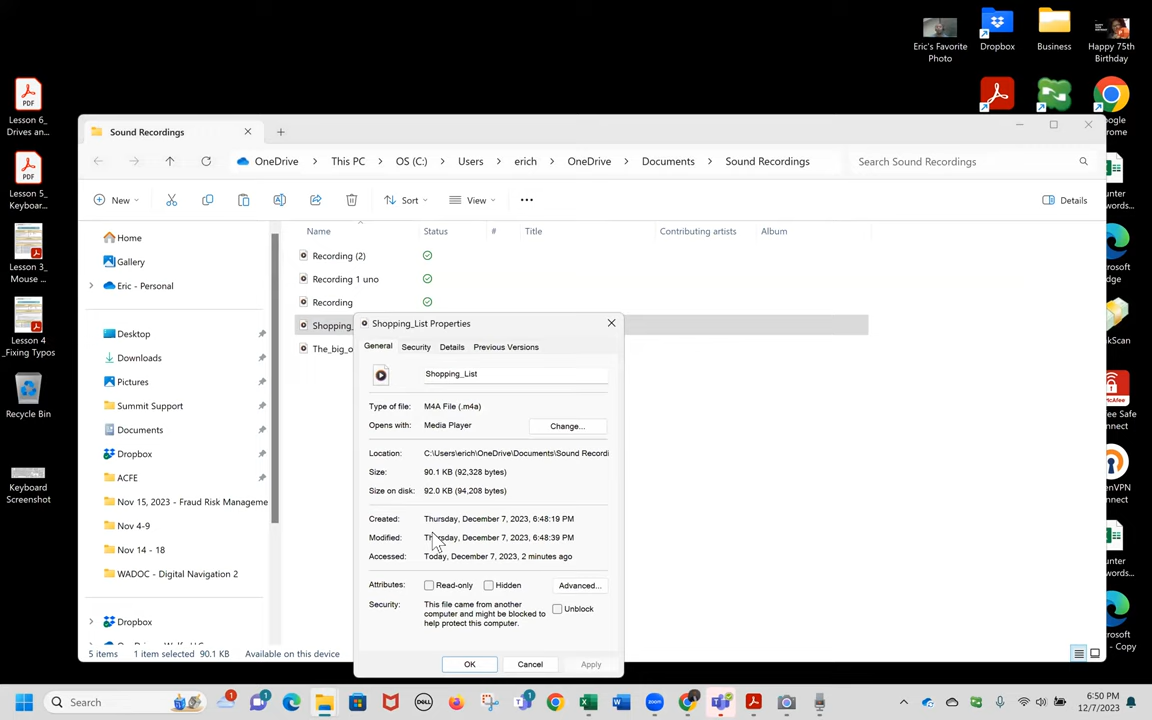 Lesson 6_
Drives an...
Lesson 5_
Keyboar...
Lesson 3_
Mouse ...
Lesson 4
_Fixing Typos
Recycle Bin
Keyboard
Screenshot
Eric's Favorite
Photo
Dropbox
Business
Happy 75th
Birthday
Sound Recordings
OneDrive > This PC > OS (C:) > Users > erich > OneDrive > Documents > Sound Recordings
Search Sound Recordings
New
Sort
View
Details
Name Status # Title Contributing artists Album
Home
Gallery
Eric - Personal
Desktop
Downloads
Pictures
Summit Support
Documents
Dropbox
ACFE
Nov 15, 2023 - Fraud Risk Manageme
Nov 4-9
Nov 14 - 18
WADOC - Digital Navigation 2
Dropbox
Recording (2)
Recording 1 uno
Recording
Shopping_
The_big_o
Shopping_List Properties
General Security Details Previous Versions
Shopping_List
Type of file: M4A File (.m4a)
Opens with: Media Player Change...
Location: C:\Users\erich\OneDrive\Documents\Sound Recordi
Size: 90.1 KB (92,328 bytes)
Size on disk: 92.0 KB (94,208 bytes)
Created: Thursday, December 7, 2023, 6:48:19 PM
Modified: Thursday, December 7, 2023, 6:48:39 PM
Accessed: Today, December 7, 2023, 2 minutes ago
Attributes: Read-only Hidden Advanced...
Security: This file came from another
computer and might be blocked to
help protect this computer.
Unblock
OK Cancel Apply
5 items 1 item selected 90.1 KB Available on this device
Search
6:50 PM
12/7/2023